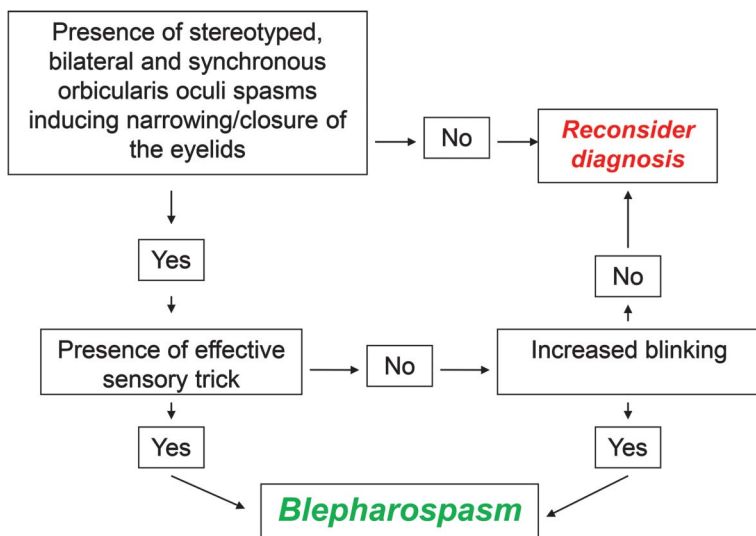 Presence of stereotyped,
bilateral and synchronous
orbicularis oculi spasms
inducing narrowing/closure of
the eyelids
No
Reconsider
diagnosis
Yes
No
Presence of effective
sensory trick
No
Increased blinking
Yes
Yes
Blepharospasm